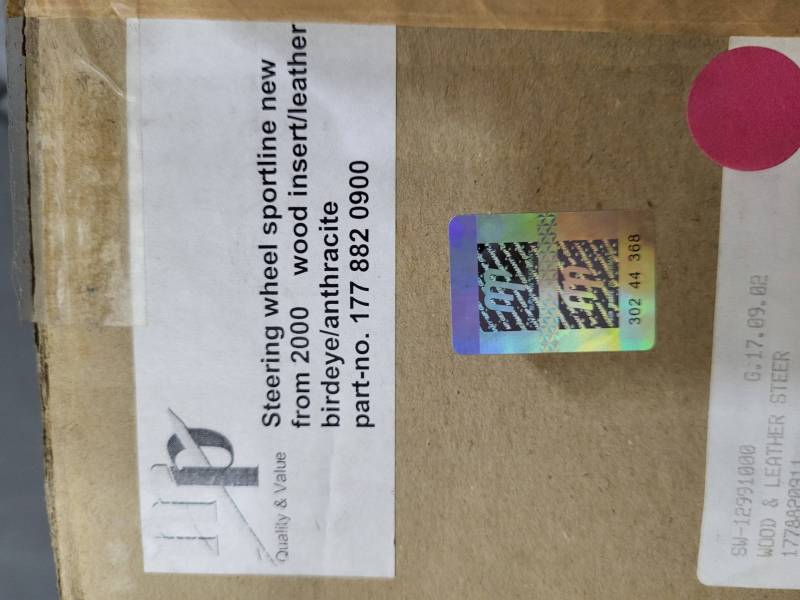 Quality & Value
Steering wheel sportline new
from 2000 wood insert/leather
birdeye/anthracite
part-no. 177 882 0900
302 44 368
SW-12991000 G.17.09.02
WOOD & LEATHER STEER
1778820911